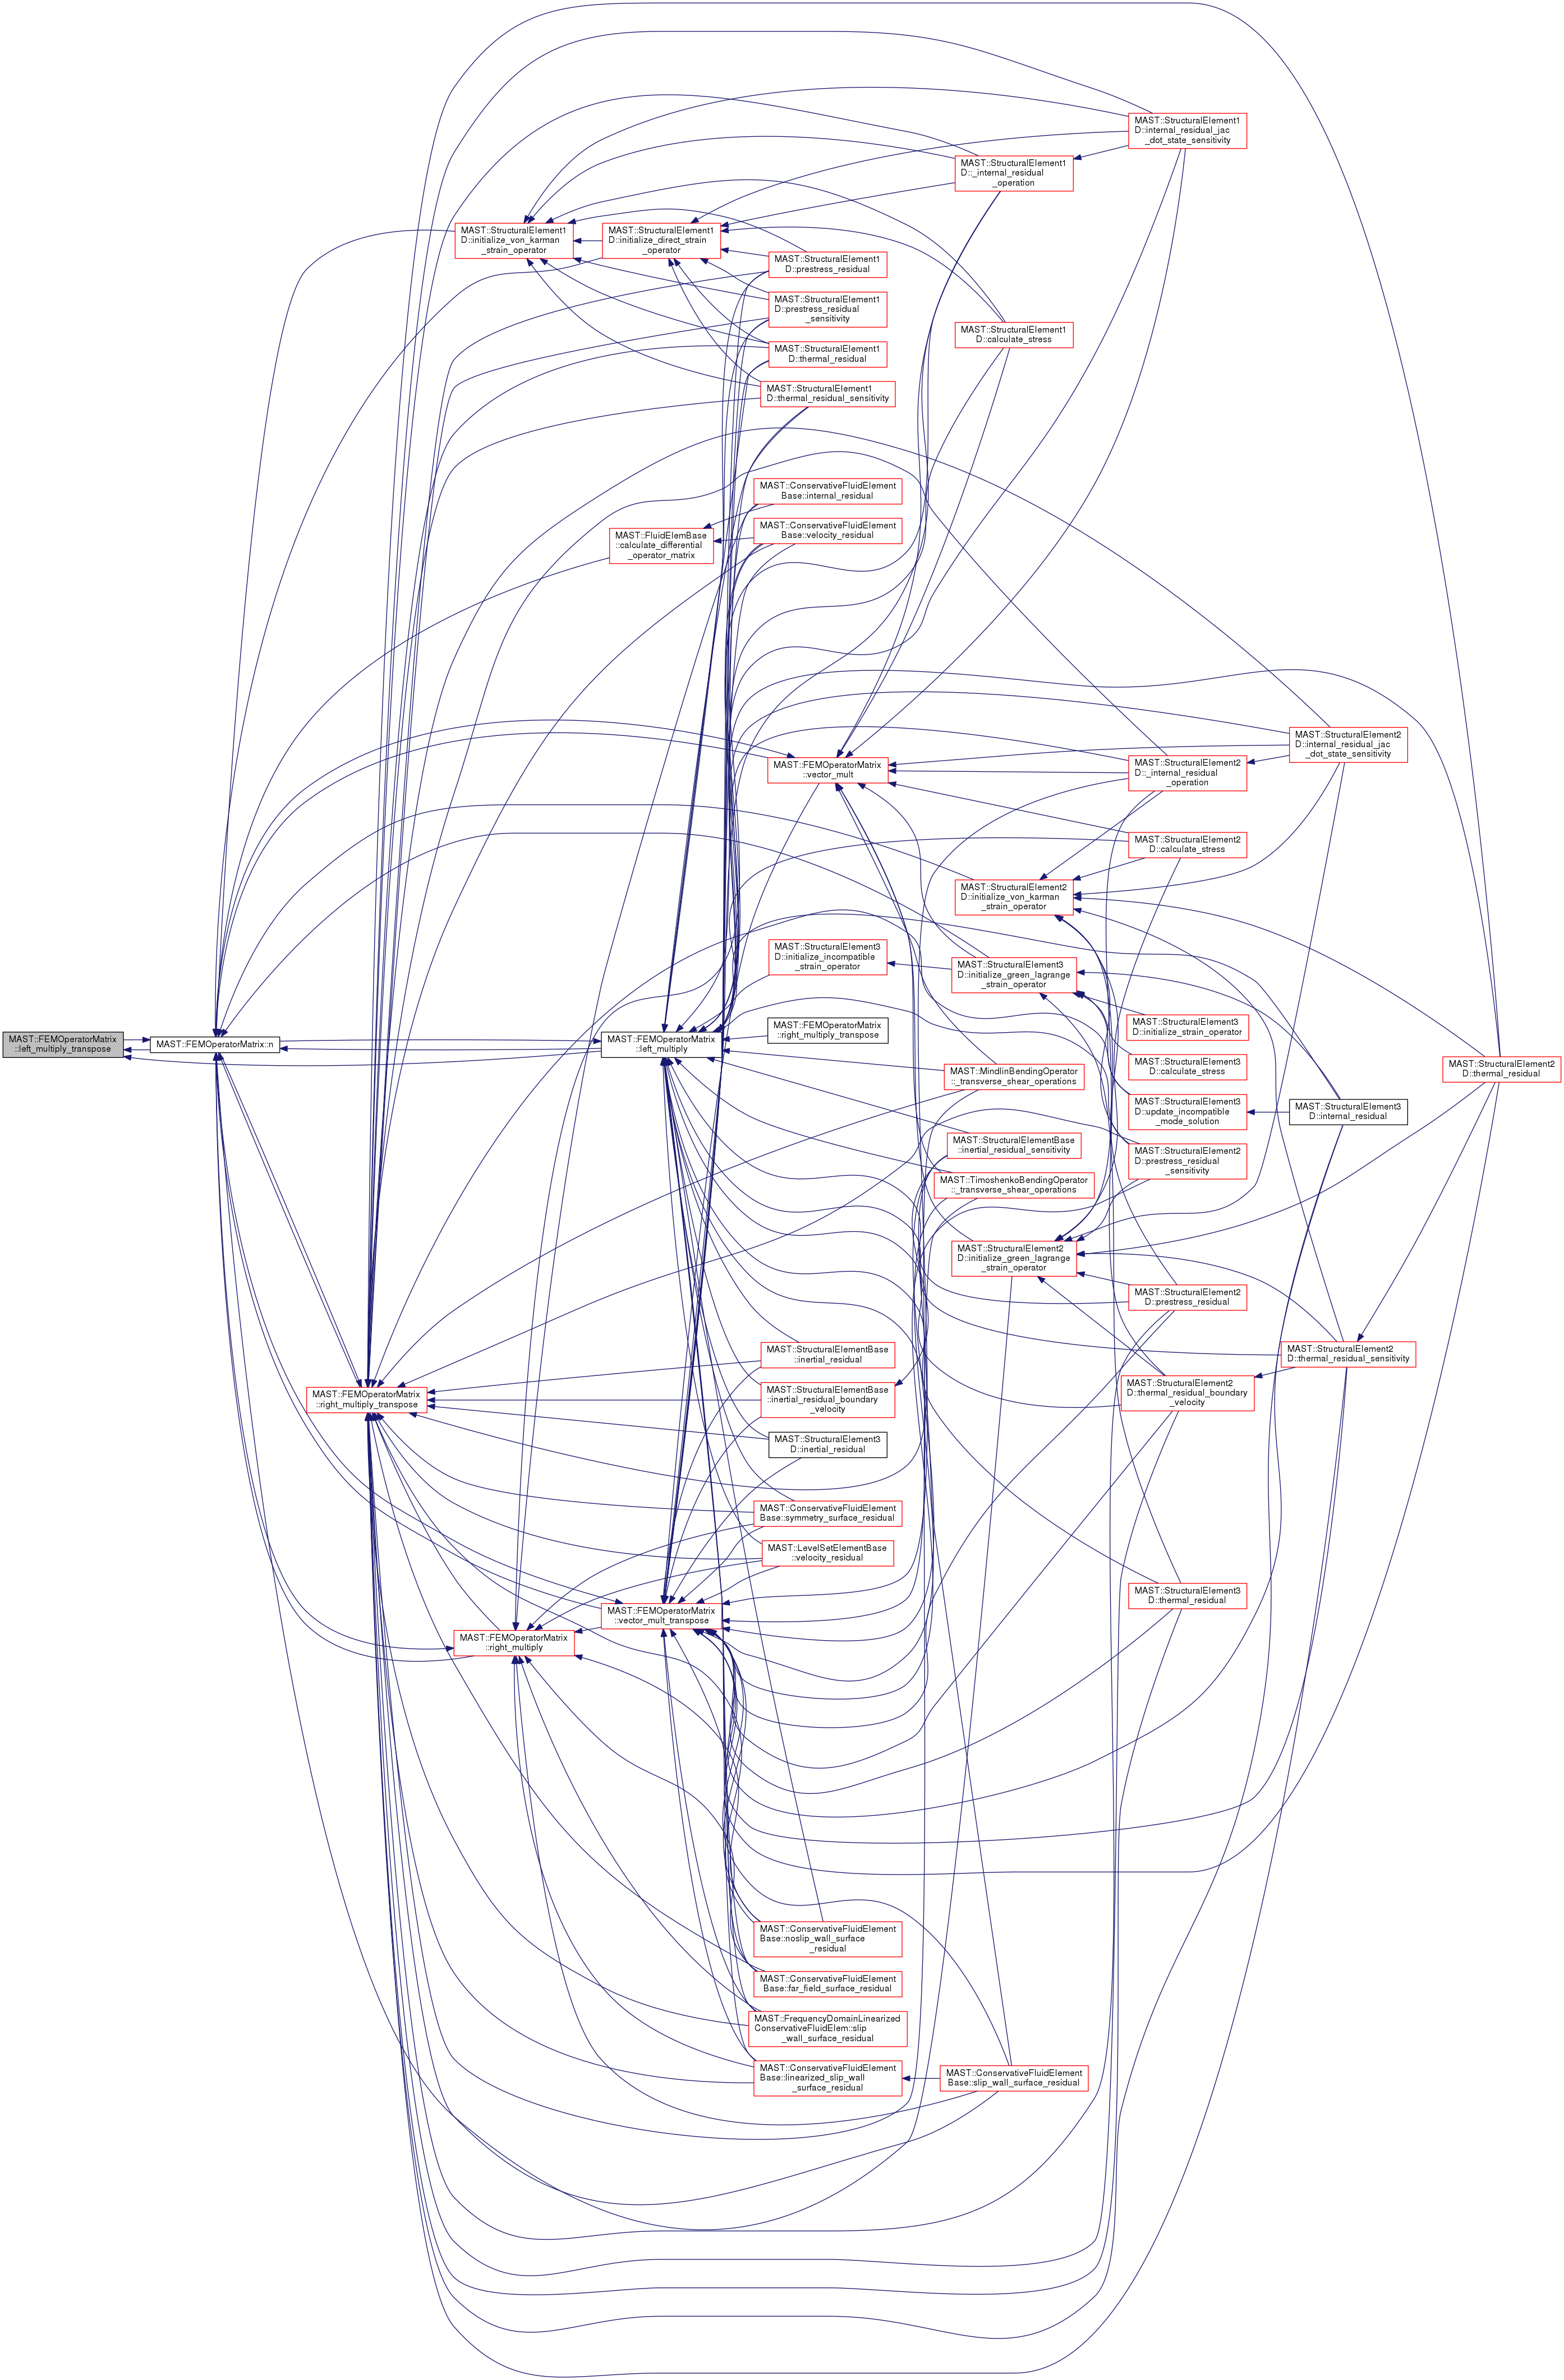 MAST::StructuralElement1
D::internal_residual_jac
_dot_state_sensitivity
MAST::StructuralElement1
D::_internal_residual
_operation
MAST::StructuralElement1
D::initialize_von_karman
_strain_operator
MAST::StructuralElement1
D::initialize_direct_strain
_operator
MAST::StructuralElement1
D::prestress_residual
MAST::StructuralElement1
D::prestress_residual
_sensitivity
MAST::StructuralElement1
D::calculate_stress
MAST::StructuralElement1
D::thermal_residual
MAST::StructuralElement1
D::thermal_residual_sensitivity
MAST::ConservativeFluidElement
Base::internal_residual
MAST::FluidElemBase
::calculate_differential
_operator_matrix
MAST::ConservativeFluidElement
Base::velocity_residual
MAST::StructuralElement2
D::internal_residual_jac
_dot_state_sensitivity
MAST::FEMOperatorMatrix
::vector_mult
MAST::StructuralElement2
D::_internal_residual
_operation
MAST::StructuralElement2
D::calculate_stress
MAST::StructuralElement2
D::initialize_von_karman
_strain_operator
MAST::StructuralElement3
D::initialize_incompatible
_strain_operator
MAST::StructuralElement3
D::initialize_green_lagrange
_strain_operator
MAST::FEMOperatorMatrix
::left_multiply_transpose
MAST::FEMOperatorMatrix::n
MAST::FEMOperatorMatrix
::left_multiply
MAST::FEMOperatorMatrix
::right_multiply_transpose
MAST::StructuralElement3
D::initialize_strain_operator
MAST::StructuralElement3
D::calculate_stress
MAST::StructuralElement2
D::thermal_residual
MAST::MindlinBendingOperator
::_transverse_shear_operations
MAST::StructuralElement3
D::update_incompatible
_mode_solution
MAST::StructuralElement3
D::internal_residual
MAST::StructuralElementBase
::inertial_residual_sensitivity
MAST::StructuralElement2
D::prestress_residual
_sensitivity
MAST::TimoshenkoBendingOperator
::_transverse_shear_operations
MAST::StructuralElement2
D::initialize_green_lagrange
_strain_operator
MAST::StructuralElement2
D::prestress_residual
MAST::StructuralElementBase
::inertial_residual
MAST::StructuralElement2
D::thermal_residual_sensitivity
MAST::FEMOperatorMatrix
::right_multiply_transpose
MAST::StructuralElementBase
::inertial_residual_boundary
_velocity
MAST::StructuralElement2
D::thermal_residual_boundary
_velocity
MAST::StructuralElement3
D::inertial_residual
MAST::ConservativeFluidElement
Base::symmetry_surface_residual
MAST::LevelSetElementBase
::velocity_residual
MAST::StructuralElement3
D::thermal_residual
MAST::FEMOperatorMatrix
::vector_mult_transpose
MAST::FEMOperatorMatrix
::right_multiply
MAST::ConservativeFluidElement
Base::noslip_wall_surface
_residual
MAST::ConservativeFluidElement
Base::far_field_surface_residual
MAST::FrequencyDomainLinearized
ConservativeFluidElem::slip
_wall_surface_residual
MAST::ConservativeFluidElement
Base::linearized_slip_wall
_surface_residual
MAST::ConservativeFluidElement
Base::slip_wall_surface_residual